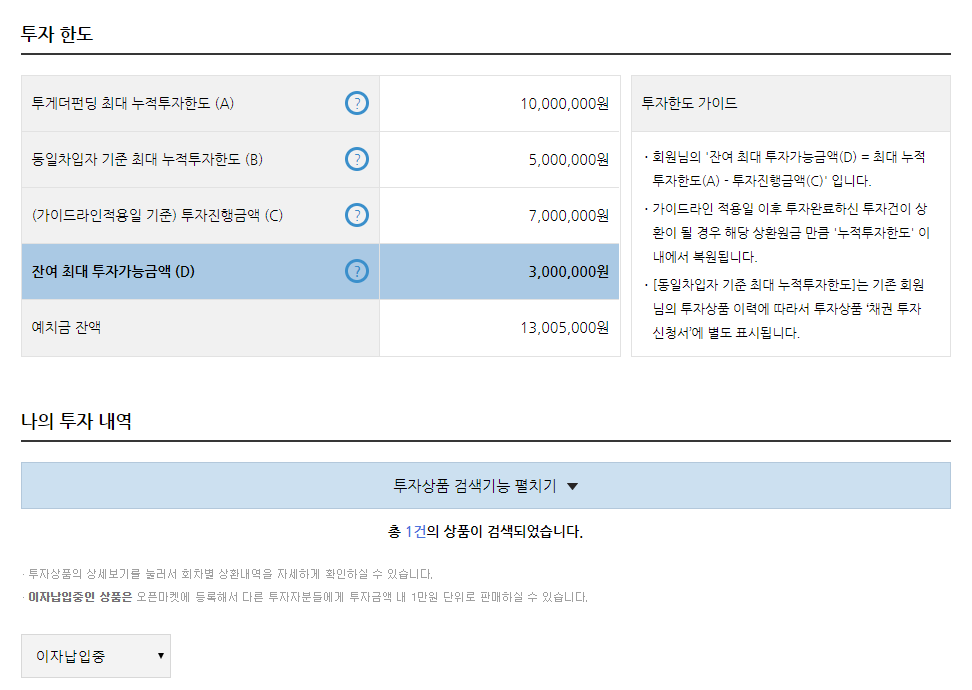 투자 한도
투게더펀딩 최대 누적투자한도 (A) ? 10,000,000원
동일차입자 기준 최대 누적투자한도 (B) ? 5,000,000원
(가이드라인적용일 기준) 투자진행금액 (C) ? 7,000,000원
잔여 최대 투자가능금액 (D) ? 3,000,000원
예치금 잔액 13,005,000원
투자한도 가이드
· 회원님의 '잔여 최대 투자가능금액(D) = 최대 누적
투자한도(A) - 투자진행금액(C)' 입니다.
· 가이드라인 적용일 이후 투자완료하신 투자건이 상
환이 될 경우 해당 상환원금 만큼 '누적투자한도' 이
내에서 복원됩니다.
· [동일차입자 기준 최대 누적투자한도]는 기존 회원
님의 투자상품 이력에 따라서 투자상품 '채권 투자
신청서'에 별도 표시됩니다.
나의 투자 내역
투자상품 검색기능 펼치기 ▼
총 1건의 상품이 검색되었습니다.
· 투자상품의 상세보기를 눌러서 회차별 상환내역을 자세하게 확인하실 수 있습니다.
· 이자납입중인 상품은 오픈마켓에 등록해서 다른 투자자분들에게 투자금액 내 1만원 단위로 판매하실 수 있습니다.
이자납입중 ▼